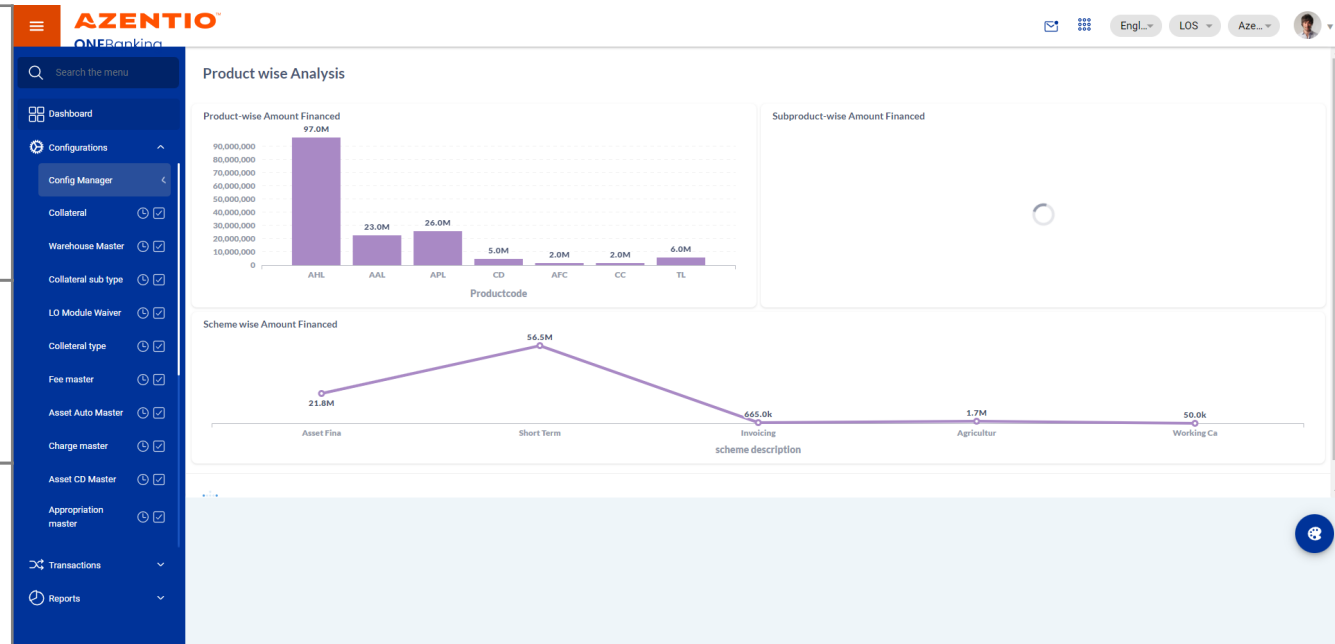 AZENTIO
ONEBanking
Engl...
LOS
Aze...
Search the menu
Dashboard
Configurations
Config Manager
Collateral
Warehouse Master
Collateral sub type
LO Module Waiver
Colleteral type
Fee master
Asset Auto Master
Charge master
Asset CD Master
Appropriation
master
Transactions
Reports
Product wise Analysis
Product-wise Amount Financed
97.0M
90,000,000
80,000,000
70,000,000
60,000,000
50,000,000
40,000,000
30,000,000
20,000,000
10,000,000
0
23.0M
26.0M
5.0M
2.0M
2.0M
6.0M
AHL
AAL
APL
CD
AFC
CC
TL
Productcode
Subproduct-wise Amount Financed
Scheme wise Amount Financed
21.8M
56.5M
665.0k
1.7M
50.0k
Asset Fina
Short Term
Invoicing
Agricultur
Working Ca
scheme description